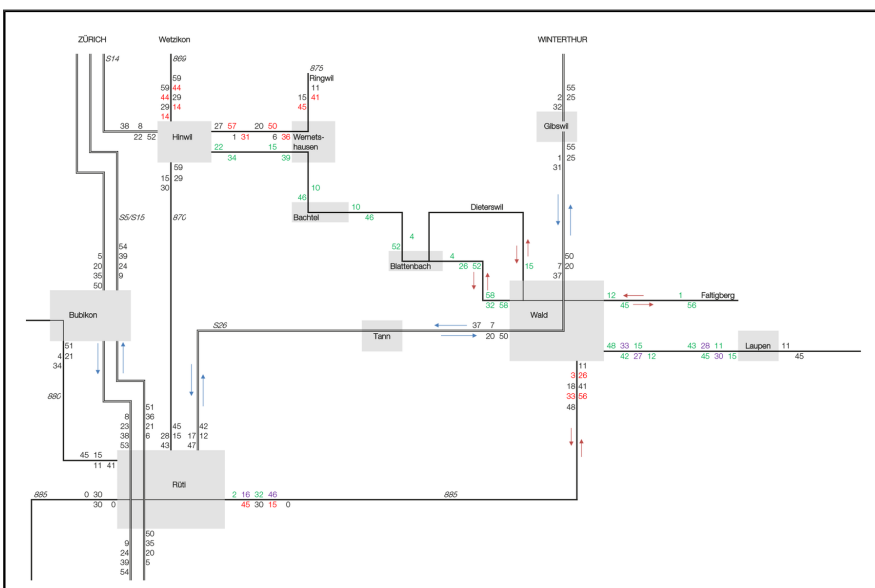 ZÜRICH Wetzikon WINTERTHUR
S14 869 875
Ringwil
59 11 55
59 44 15 41 2 25
44 29 45 32
29 14
14
38 8 27 57 20 50 Gibswil
22 52 Hinwil 1 31 6 36 Wernets-
hausen
22 15 55
34 39 1 25
59 31
15 29
30 10
46
870 Dieterswil
Bachtel 10
46
S5/S15
4
54 52 4 50
5 39 Blattenbach 26 52 15 7 20
20 24 37
35 9
50 58 12 1 Faltigberg
32 58 45 56
Bubikon Wald
S26 37 7
Tann 20 50
51 48 33 15 43 28 11 Laupen 11
4 21 42 27 12 45 30 15 45
34
11
3 26
880 18 41
33 56
51 48
8 36 45 42
23 21 28 15 17 12
38 6 43 47
53
45 15
11 41
Rüti
885 0 30 2 16 32 46 885
30 0 45 30 15 0
50
9 35
24 20
39 5
54